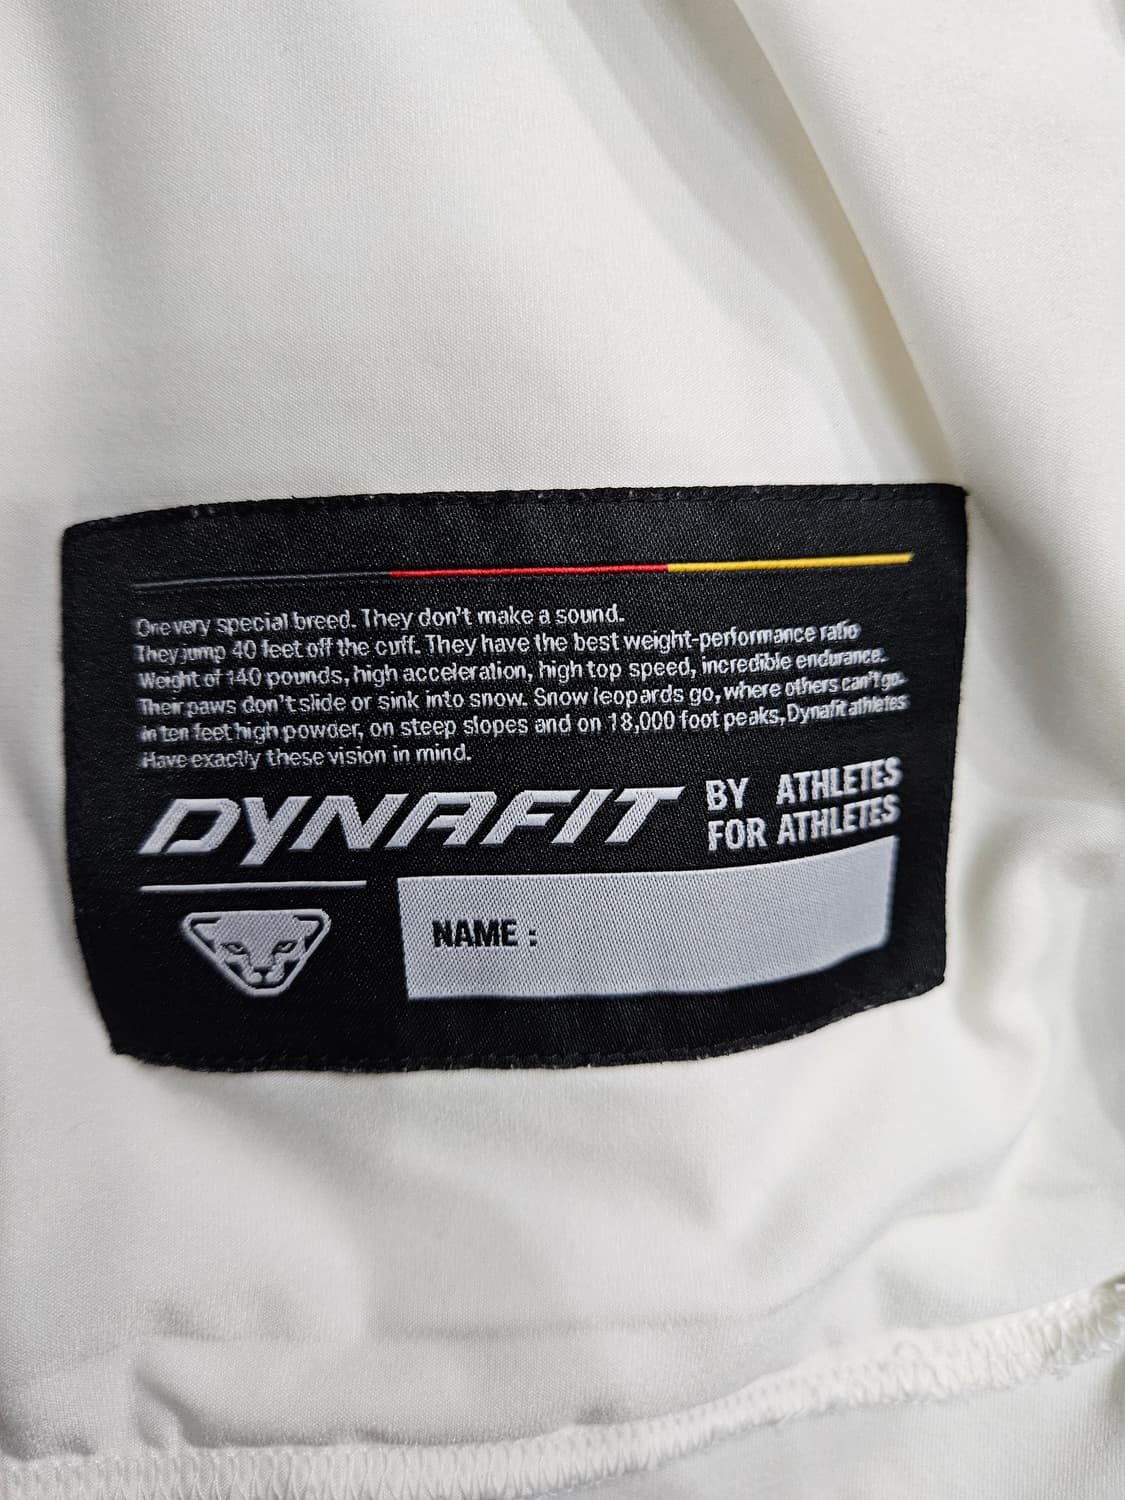 One very special breed. They don't make a sound.
They jump 40 feet off the cuff. They have the best weight-performance ratio
Weight of 140 pounds, high acceleration, high top speed, incredible endurance.
Their paws don't slide or sink into snow. Snow leopards go, where others can't go.
in ten feet high powder, on steep slopes and on 18,000 foot peaks, Dynafit athletes
Have exactly these vision in mind.
DYNAFIT BY ATHLETES
FOR ATHLETES
NAME :